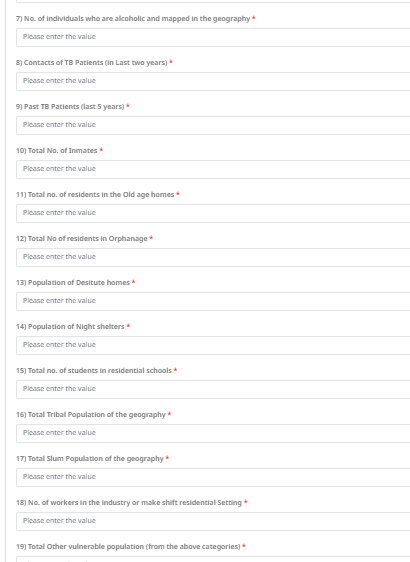 7) No. of individuals who are alcoholic and mapped in the geography *
Please enter the value
8) Contacts of TB Patients (in Last two years) *
Please enter the value
9) Past TB Patients (last 5 years) *
Please enter the value
10) Total No. of Inmates *
Please enter the value
11) Total no. of residents in the Old age homes *
Please enter the value
12) Total No of residents in Orphanage *
Please enter the value
13) Population of Desitute homes *
Please enter the value
14) Population of Night shelters *
Please enter the value
15) Total no. of students in residential schools *
Please enter the value
16) Total Tribal Population of the geography *
Please enter the value
17) Total Slum Population of the geography *
Please enter the value
18) No. of workers in the industry or make shift residential Setting *
Please enter the value
19) Total Other vulnerable population (from the above categories) *